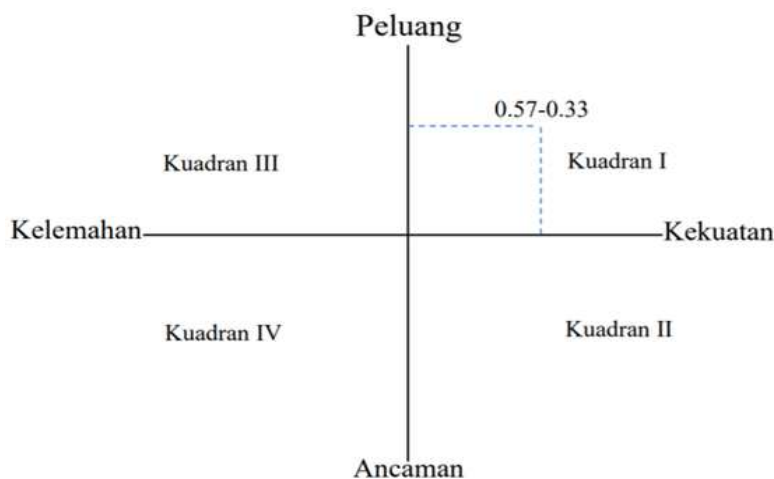 Peluang
0.57-0.33
Kuadran III
Kuadran I
Kelemahan
Kekuatan
Kuadran IV
Kuadran II
Ancaman